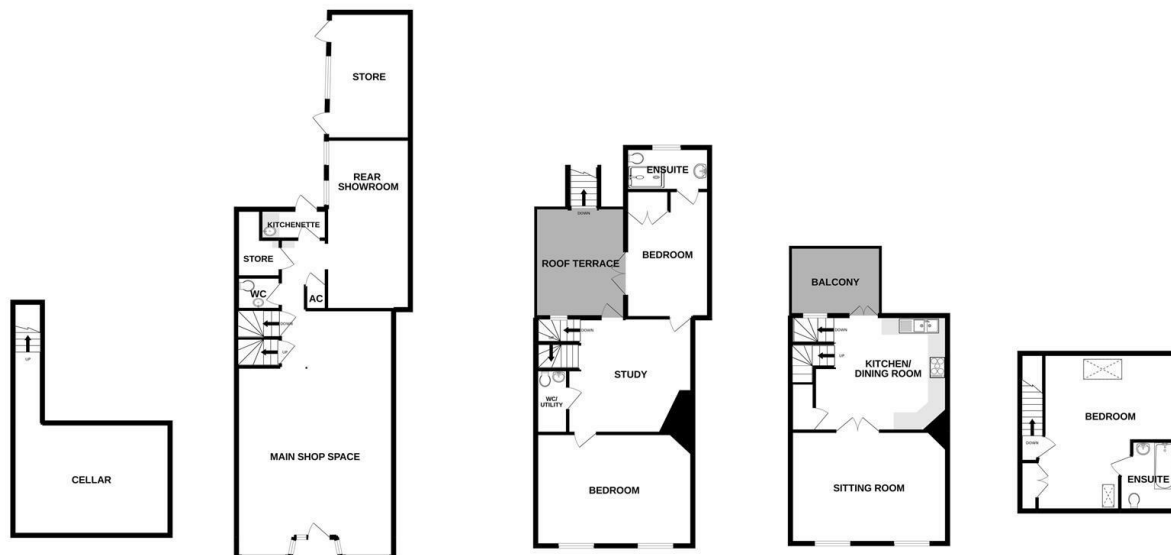 UP
CELLAR
STORE
REAR
SHOWROOM
KITCHENETTE
STORE
WC
AC
DOWN
UP
MAIN SHOP SPACE
ENSUITE
DOWN
ROOF TERRACE
BEDROOM
DOWN
STUDY
WC/
UTILITY
BEDROOM
BALCONY
DOWN
UP
KITCHEN/
DINING ROOM
SITTING ROOM
BEDROOM
DOWN
ENSUITE